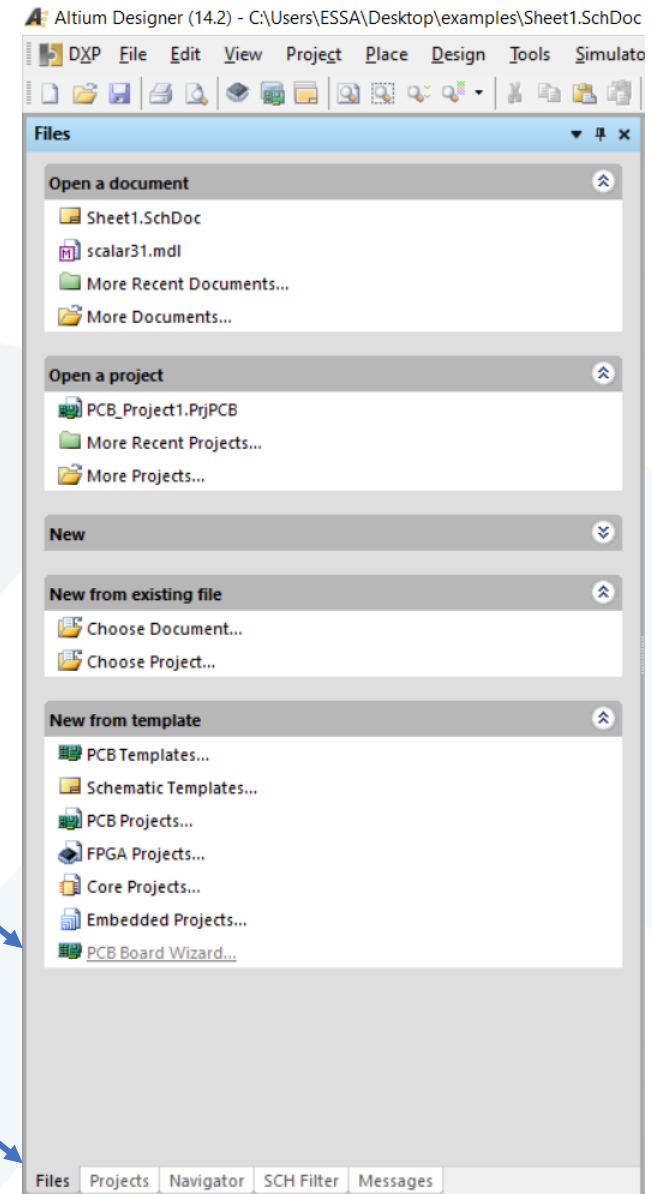 Altium Designer (14.2) - C:\Users\ESSA\Desktop\examples\Sheet1.SchDoc
DXP File Edit View Project Place Design Tools Simulato
Files
Open a document
Sheet1.SchDoc
scalar31.mdl
More Recent Documents...
More Documents...
Open a project
PCB_Project1.PrjPCB
More Recent Projects...
More Projects...
New
New from existing file
Choose Document...
Choose Project...
New from template
PCB Templates...
Schematic Templates...
PCB Projects...
FPGA Projects...
Core Projects...
Embedded Projects...
PCB Board Wizard...
Files Projects Navigator SCH Filter Messages